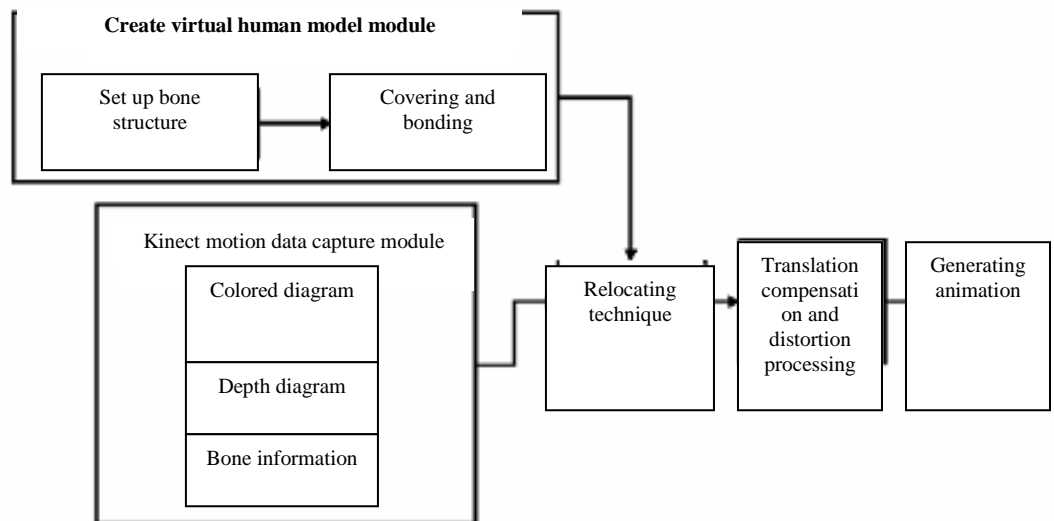 Create virtual human model module
Set up bone
structure
Covering and
bonding
Kinect motion data capture module
Colored diagram
Depth diagram
Bone information
Relocating
technique
Translation
compensati
on and
distortion
processing
Generating
animation